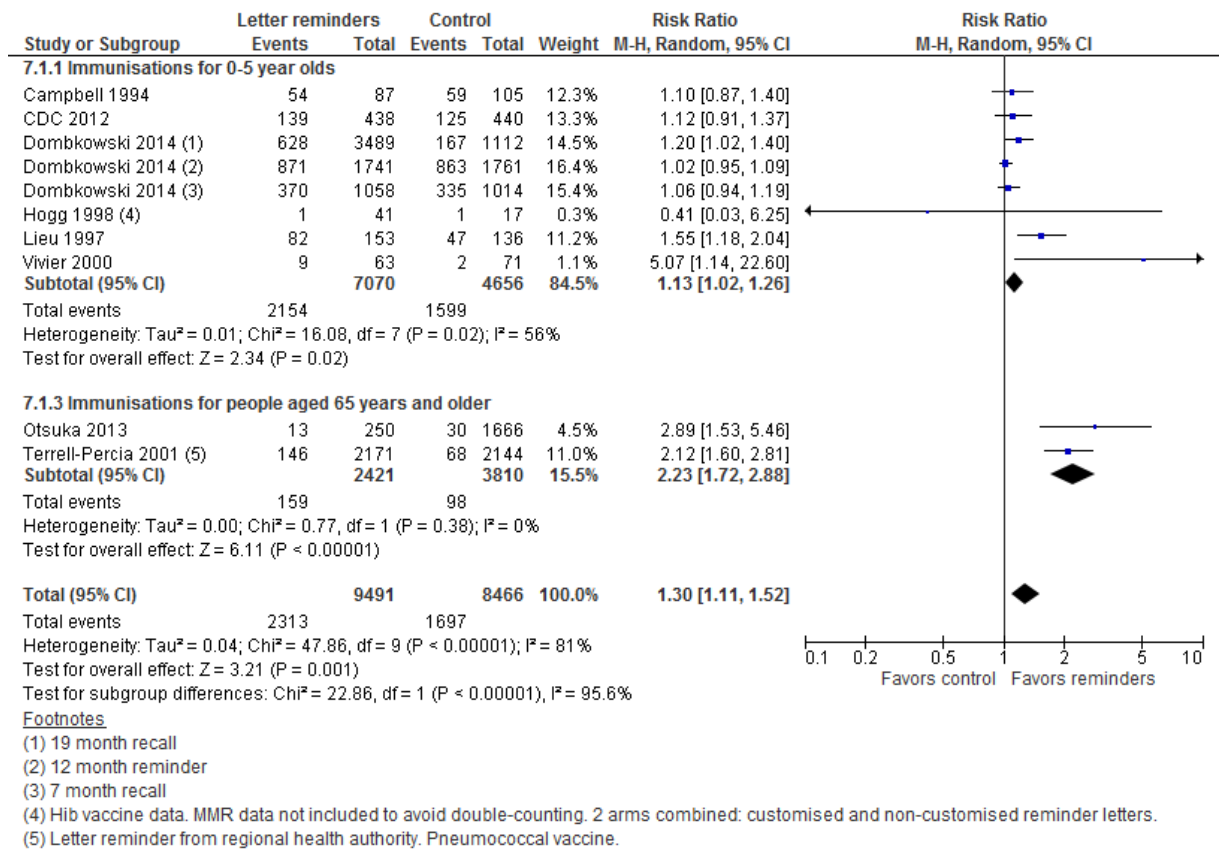 Letter reminders Control Risk Ratio Risk Ratio
Study or Subgroup Events Total Events Total Weight M-H, Random, 95% CI M-H, Random, 95% CI
7.1.1 Immunisations for 0-5 year olds
Campbell 1994 54 87 59 105 12.3% 1.10 [0.87, 1.40]
CDC 2012 139 438 125 440 13.3% 1.12 [0.91, 1.37]
Dombkowski 2014 (1) 628 3489 167 1112 14.5% 1.20 [1.02, 1.40]
Dombkowski 2014 (2) 871 1741 863 1761 16.4% 1.02 [0.95, 1.09]
Dombkowski 2014 (3) 370 1058 335 1014 15.4% 1.06 [0.94, 1.19]
Hogg 1998 (4) 1 41 1 17 0.3% 0.41 [0.03, 6.25]
Lieu 1997 82 153 47 136 11.2% 1.55 [1.18, 2.04]
Vivier 2000 9 63 2 71 1.1% 5.07 [1.14, 22.60]
Subtotal (95% CI) 7070 4656 84.5% 1.13 [1.02, 1.26]
Total events 2154 1599
Heterogeneity: Tau² = 0.01; Chi² = 16.08, df = 7 (P = 0.02); I² = 56%
Test for overall effect: Z = 2.34 (P = 0.02)
7.1.3 Immunisations for people aged 65 years and older
Otsuka 2013 13 250 30 1666 4.5% 2.89 [1.53, 5.46]
Terrell-Percia 2001 (5) 146 2171 68 2144 11.0% 2.12 [1.60, 2.81]
Subtotal (95% CI) 2421 3810 15.5% 2.23 [1.72, 2.88]
Total events 159 98
Heterogeneity: Tau² = 0.00; Chi² = 0.77, df = 1 (P = 0.38); I² = 0%
Test for overall effect: Z = 6.11 (P < 0.00001)
Total (95% CI) 9491 8466 100.0% 1.30 [1.11, 1.52]
Total events 2313 1697
Heterogeneity: Tau² = 0.04; Chi² = 47.86, df = 9 (P < 0.00001); I² = 81%
Test for overall effect: Z = 3.21 (P = 0.001)
Test for subgroup differences: Chi² = 22.86, df = 1 (P < 0.00001), I² = 95.6%
0.1 0.2 0.5 1 2 5 10
Favors control Favors reminders
Footnotes
(1) 19 month recall
(2) 12 month reminder
(3) 7 month recall
(4) Hib vaccine data. MMR data not included to avoid double-counting. 2 arms combined: customised and non-customised reminder letters.
(5) Letter reminder from regional health authority. Pneumococcal vaccine.